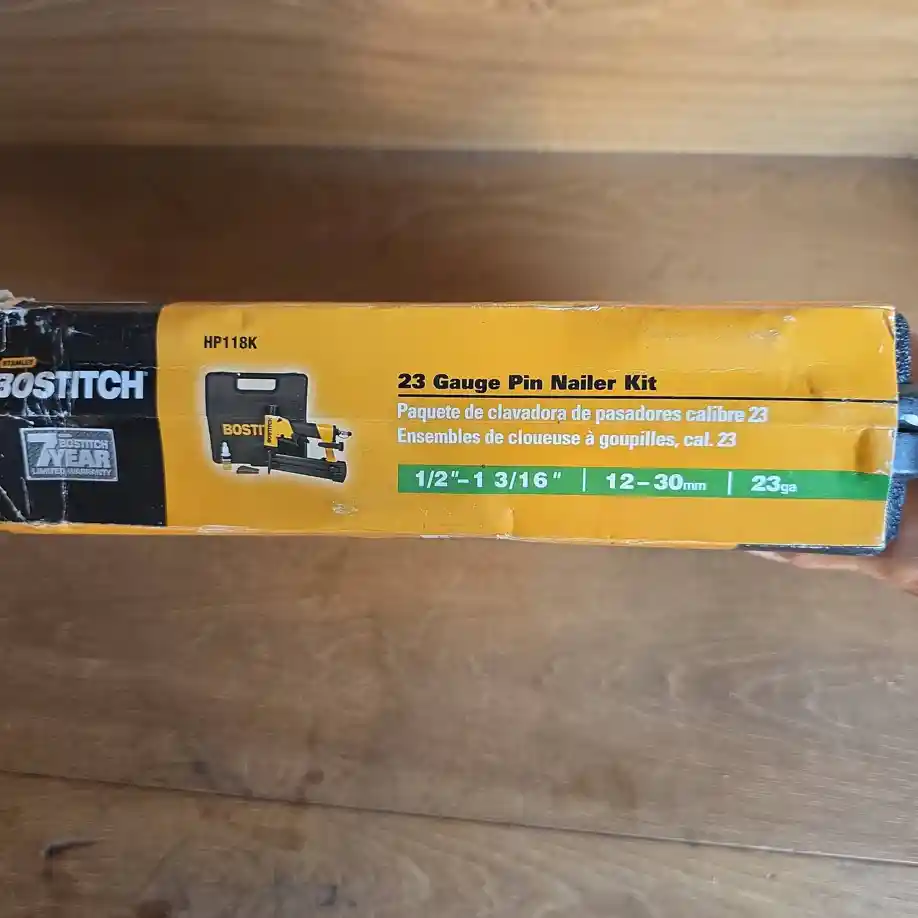 HP118K
STANLEY
BOSTITCH
7 YEAR
BOSTITCH
LIMITED WARRANTY
BOSTIT
BOSTITCH
23 Gauge Pin Nailer Kit
Paquete de clavadora de pasadores calibre 23
Ensembles de cloueuse à goupilles, cal. 23
1/2"-1 3/16" | 12-30mm | 23ga